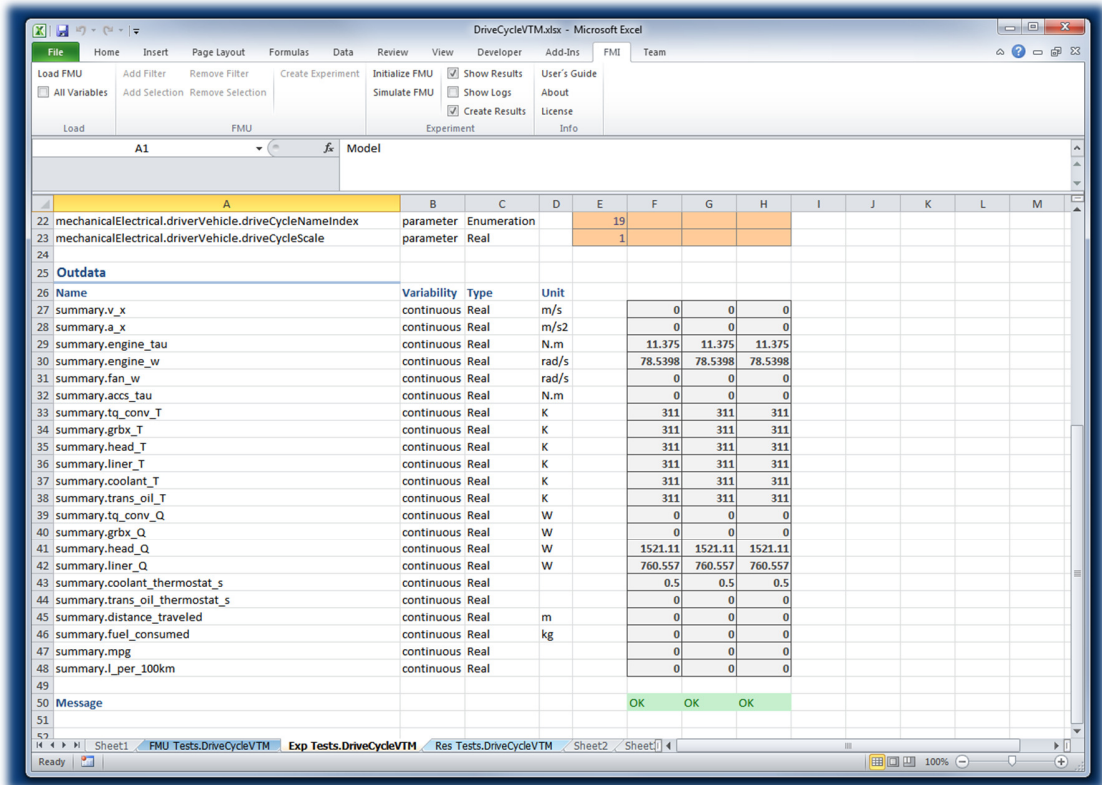 DriveCycleVTM.xlsx - Microsoft Excel
File Home Insert Page Layout Formulas Data Review View Developer Add-Ins FMI Team
Load FMU Add Filter Remove Filter Create Experiment Initialize FMU Show Results User's Guide
All Variables Add Selection Remove Selection Simulate FMU Show Logs About
Create Results License
Load FMU Experiment Info
A1 fx Model
A B C D E F G H I J K L M
22 mechanicalElectrical.driverVehicle.driveCycleNameIndex parameter Enumeration 19
23 mechanicalElectrical.driverVehicle.driveCycleScale parameter Real 1
24
25 Outdata
26 Name Variability Type Unit
27 summary.v_x continuous Real m/s 0 0 0
28 summary.a_x continuous Real m/s2 0 0 0
29 summary.engine_tau continuous Real N.m 11.375 11.375 11.375
30 summary.engine_w continuous Real rad/s 78.5398 78.5398 78.5398
31 summary.fan_w continuous Real rad/s 0 0 0
32 summary.accs_tau continuous Real N.m 0 0 0
33 summary.tq_conv_T continuous Real K 311 311 311
34 summary.grbx_T continuous Real K 311 311 311
35 summary.head_T continuous Real K 311 311 311
36 summary.liner_T continuous Real K 311 311 311
37 summary.coolant_T continuous Real K 311 311 311
38 summary.trans_oil_T continuous Real K 311 311 311
39 summary.tq_conv_Q continuous Real W 0 0 0
40 summary.grbx_Q continuous Real W 0 0 0
41 summary.head_Q continuous Real W 1521.11 1521.11 1521.11
42 summary.liner_Q continuous Real W 760.557 760.557 760.557
43 summary.coolant_thermostat_s continuous Real 0.5 0.5 0.5
44 summary.trans_oil_thermostat_s continuous Real 0 0 0
45 summary.distance_traveled continuous Real m 0 0 0
46 summary.fuel_consumed continuous Real kg 0 0 0
47 summary.mpg continuous Real 0 0 0
48 summary.l_per_100km continuous Real 0 0 0
49
50 Message OK OK OK
51
52
Sheet1 FMU Tests.DriveCycleVTM Exp Tests.DriveCycleVTM Res Tests.DriveCycleVTM Sheet2 Sheet
Ready 100%